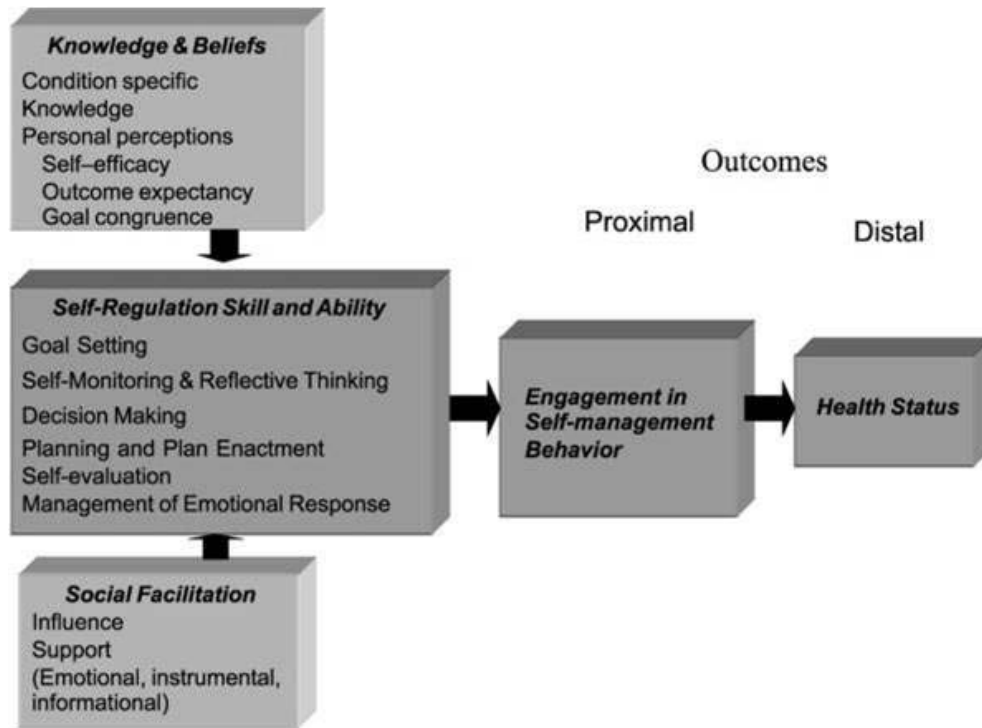 Knowledge & Beliefs
Condition specific
Knowledge
Personal perceptions
Self–efficacy
Outcome expectancy
Goal congruence
Outcomes
Proximal
Distal
Self-Regulation Skill and Ability
Goal Setting
Self-Monitoring & Reflective Thinking
Decision Making
Planning and Plan Enactment
Self-evaluation
Management of Emotional Response
Engagement in
Self-management
Behavior
Health Status
Social Facilitation
Influence
Support
(Emotional, instrumental,
informational)